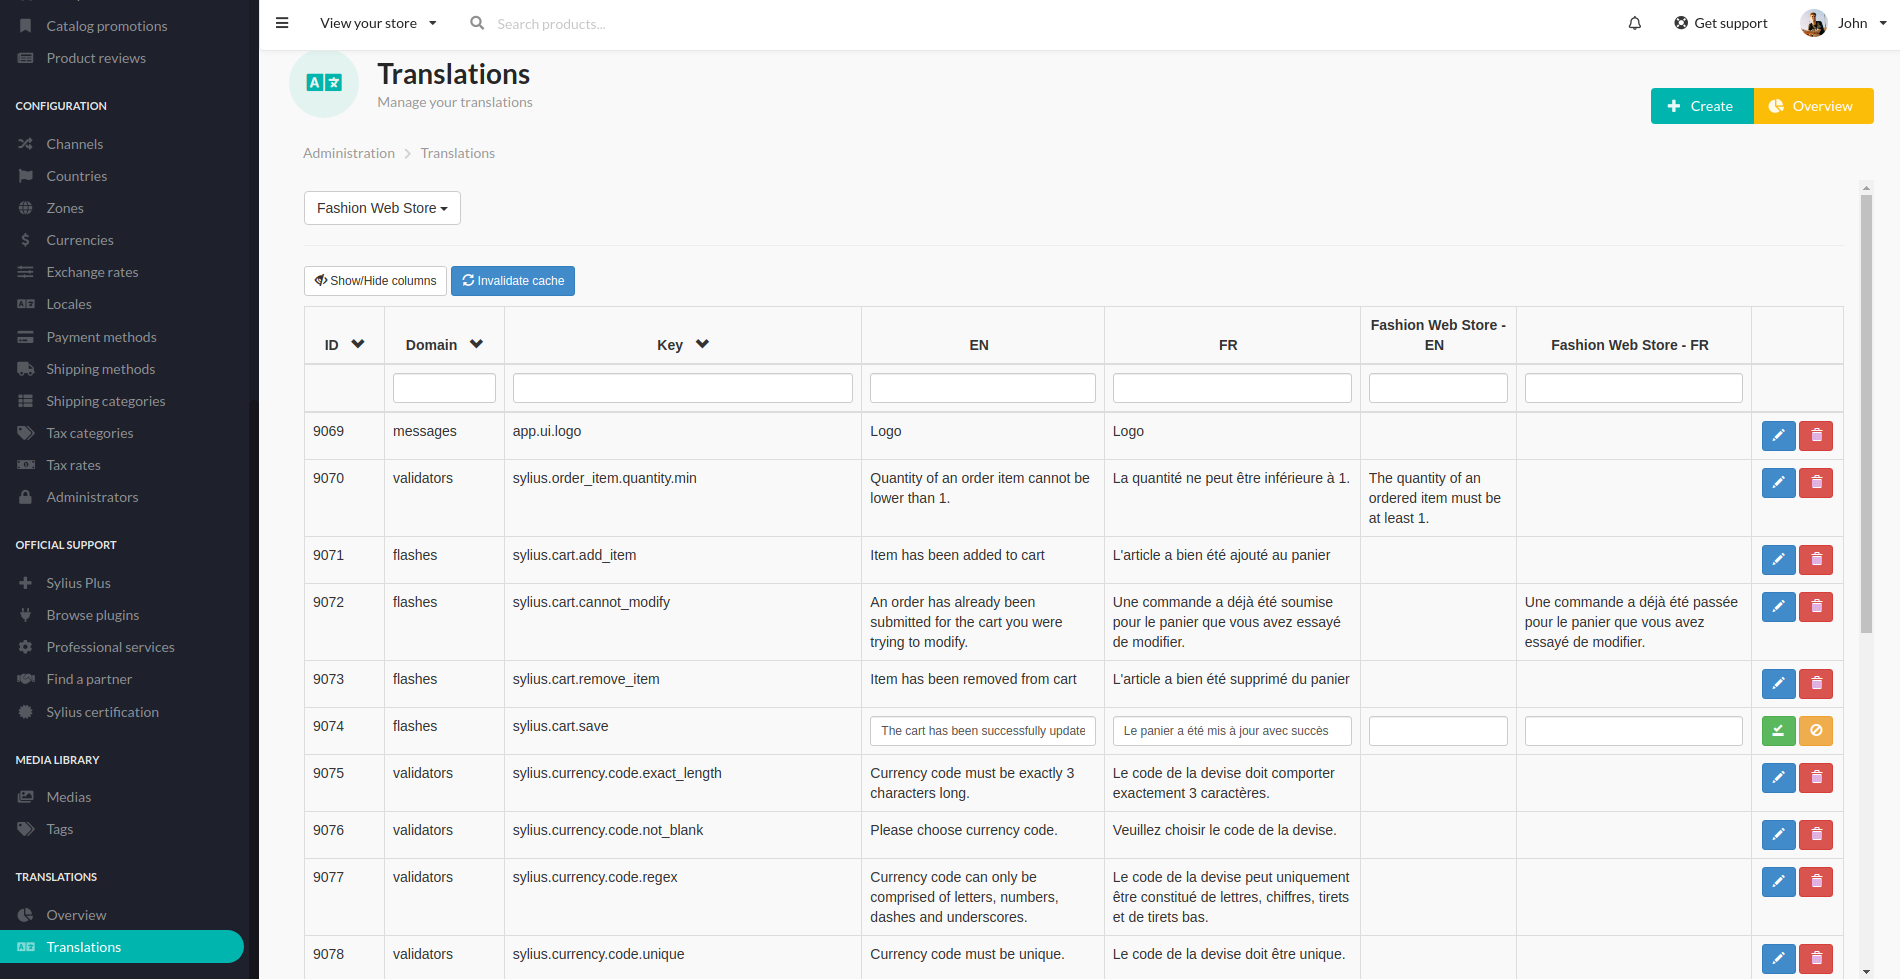 Catalog promotions
Product reviews
CONFIGURATION
Channels
Countries
Zones
Currencies
Exchange rates
Locales
Payment methods
Shipping methods
Shipping categories
Tax categories
Tax rates
Administrators
OFFICIAL SUPPORT
Sylius Plus
Browse plugins
Professional services
Find a partner
Sylius certification
MEDIA LIBRARY
Medias
Tags
TRANSLATIONS
Overview
Translations
View your store
Search products...
Get support
John
Translations
Manage your translations
Create
Overview
Administration
Translations
Fashion Web Store
Show/Hide columns
Invalidate cache
ID
Domain
Key
EN
FR
Fashion Web Store -
EN
Fashion Web Store - FR
9069
messages
app.ui.logo
Logo
Logo
9070
validators
sylius.order_item.quantity.min
Quantity of an order item cannot be
lower than 1.
La quantité ne peut être inférieure à 1.
The quantity of an
ordered item must be
at least 1.
9071
flashes
sylius.cart.add_item
Item has been added to cart
L'article a bien été ajouté au panier
9072
flashes
sylius.cart.cannot_modify
An order has already been
submitted for the cart you were
trying to modify.
Une commande a déjà été soumise
pour le panier que vous avez essayé
de modifier.
Une commande a déjà été passée
pour le panier que vous avez
essayé de modifier.
9073
flashes
sylius.cart.remove_item
Item has been removed from cart
L'article a bien été supprimé du panier
9074
flashes
sylius.cart.save
The cart has been successfully update
Le panier a été mis à jour avec succès
9075
validators
sylius.currency.code.exact_length
Currency code must be exactly 3
characters long.
Le code de la devise doit comporter
exactement 3 caractères.
9076
validators
sylius.currency.code.not_blank
Please choose currency code.
Veuillez choisir le code de la devise.
9077
validators
sylius.currency.code.regex
Currency code can only be
comprised of letters, numbers,
dashes and underscores.
Le code de la devise peut uniquement
être constitué de lettres, chiffres, tirets
et de tirets bas.
9078
validators
sylius.currency.code.unique
Currency code must be unique.
Le code de la devise doit être unique.